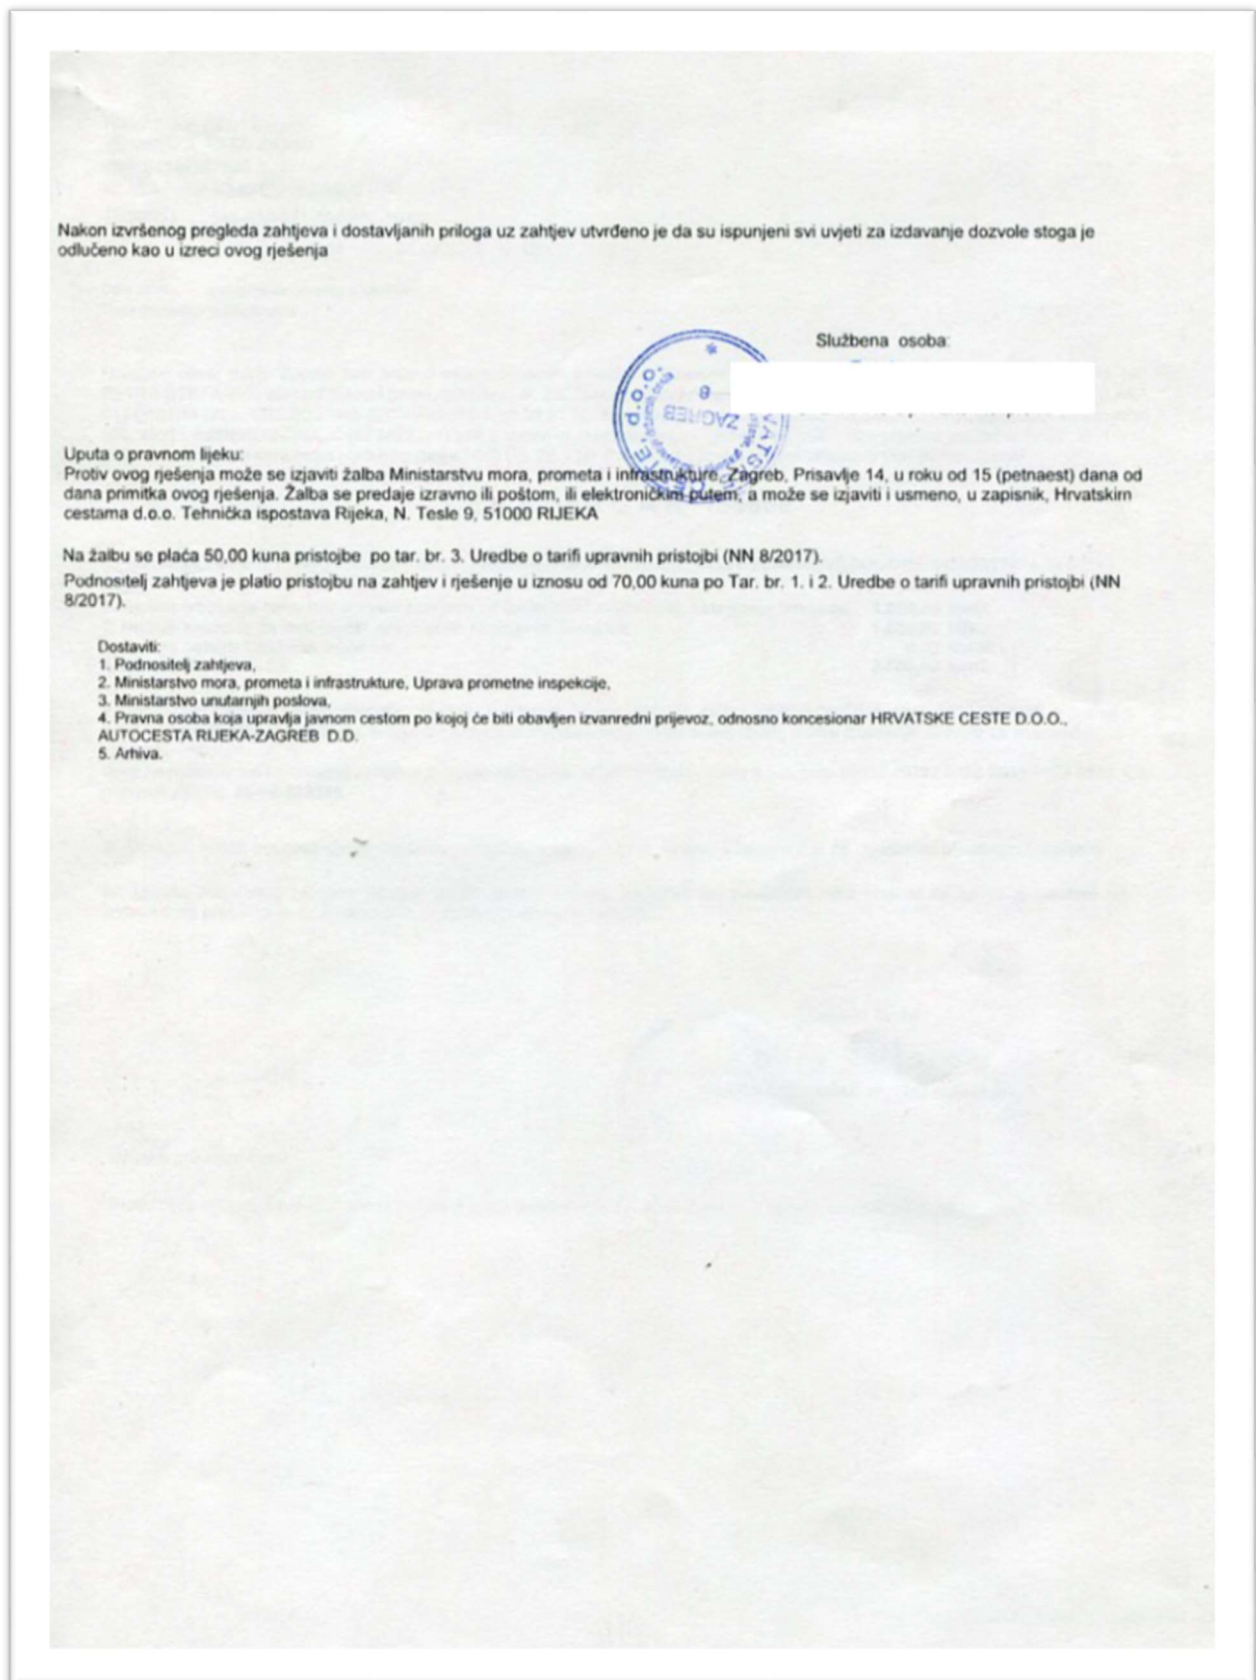 Nakon izvršenog pregleda zahtjeva i dostavljanih priloga uz zahtjev utvrđeno je da su ispunjeni svi uvjeti za izdavanje dozvole stoga je
odlučeno kao u izreci ovog rješenja
Službena osoba:
d.o.o.
ZAGREB
8
Uputa o pravnom lijeku:
Protiv ovog rješenja može se izjaviti žalba Ministarstvu mora, prometa i infrastrukture, Zagreb, Prisavlje 14, u roku od 15 (petnaest) dana od
dana primitka ovog rješenja. Žalba se predaje izravno ili poštom, ili elektroničkim putem, a može se izjaviti i usmeno, u zapisnik, Hrvatskim
cestama d.o.o. Tehnička ispostava Rijeka, N. Tesle 9, 51000 RIJEKA
Na žalbu se plaća 50,00 kuna pristojbe po tar. br. 3. Uredbe o tarifi upravnih pristojbi (NN 8/2017).
Podnositelj zahtjeva je platio pristojbu na zahtjev i rješenje u iznosu od 70,00 kuna po Tar. br. 1. i 2. Uredbe o tarifi upravnih pristojbi (NN
8/2017).
Dostaviti:
1. Podnositelj zahtjeva,
2. Ministarstvo mora, prometa i infrastrukture, Uprava prometne inspekcije,
3. Ministarstvo unutarnjih poslova,
4. Pravna osoba koja upravlja javnom cestom po kojoj će biti obavljen izvanredni prijevoz, odnosno koncesionar HRVATSKE CESTE D.O.O.,
AUTOCESTA RIJEKA-ZAGREB D.D.
5. Arhiva.